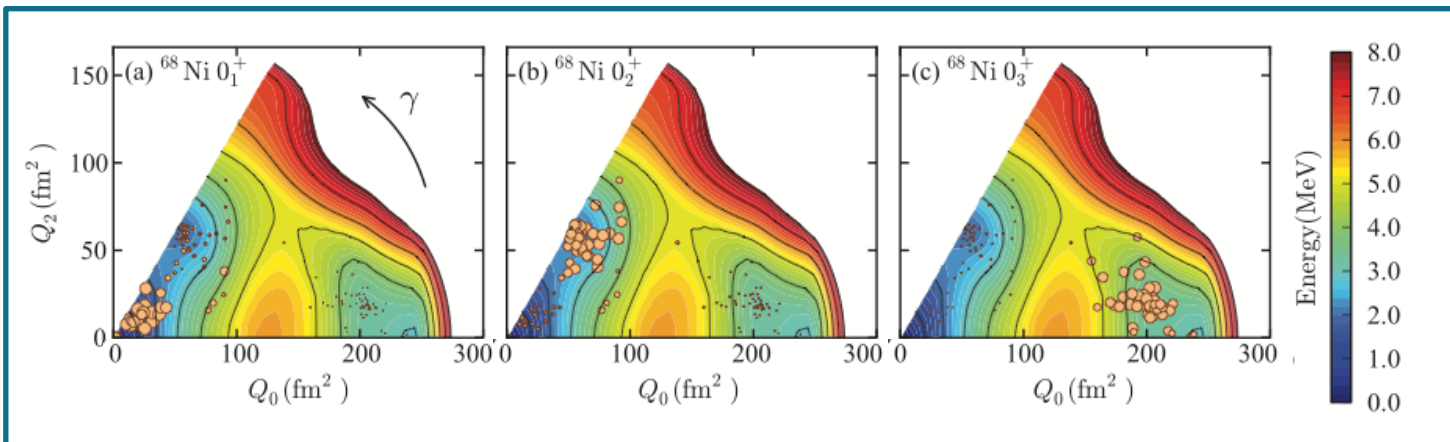 (a) ⁶⁸Ni 0₁⁺
(b) ⁶⁸Ni 0₂⁺
(c) ⁶⁸Ni 0₃⁺
γ
150
100
50
0
Q₂(fm²)
0 100 200 300
0 100 200 300
0 100 200 300
Q₀(fm²)
Q₀(fm²)
Q₀(fm²)
Energy(MeV)
8.0
7.0
6.0
5.0
4.0
3.0
2.0
1.0
0.0